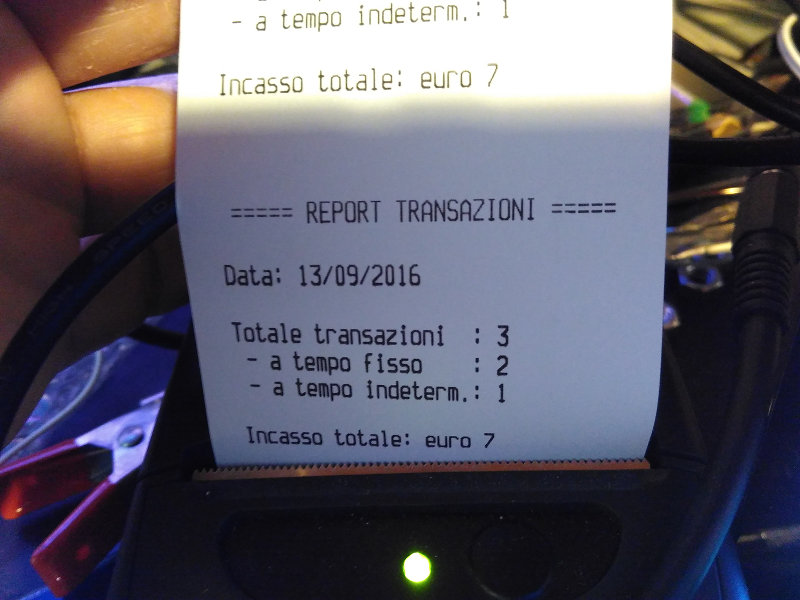 - a tempo indeterm.: 1
Incasso totale: euro 7
===== REPORT TRANSAZIONI =====
Data: 13/09/2016
Totale transazioni : 3
- a tempo fisso : 2
- a tempo indeterm.: 1
Incasso totale: euro 7